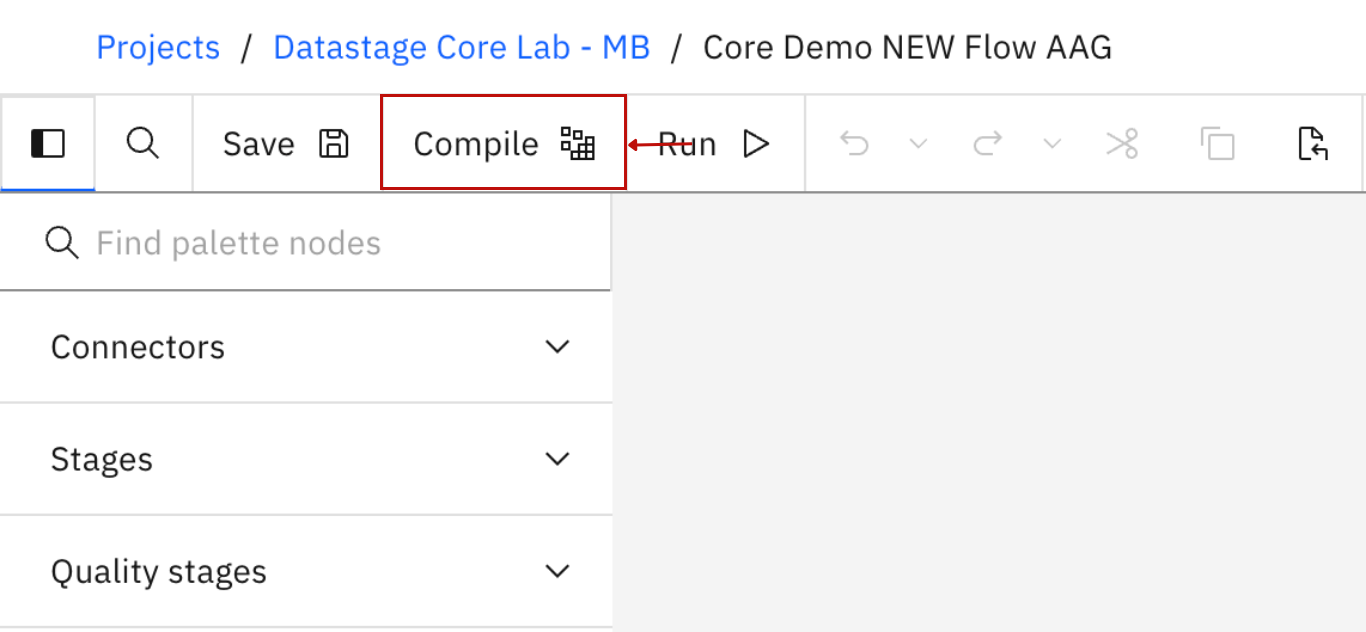 Projects / Datastage Core Lab - MB / Core Demo NEW Flow AAG
Save Compile Run
Find palette nodes
Connectors
Stages
Quality stages